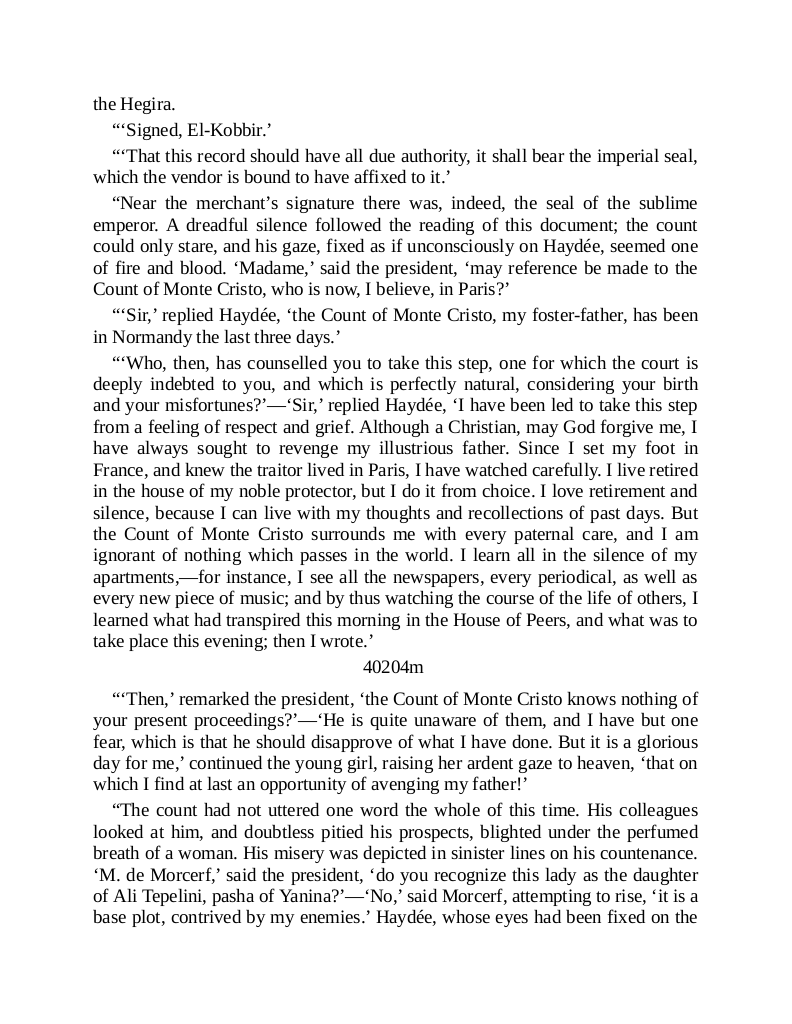 the Hegira.
“‘Signed, El-Kobbir.’
“‘That this record should have all due authority, it shall bear the imperial seal,
which the vendor is bound to have affixed to it.’
“Near the merchant’s signature there was, indeed, the seal of the sublime
emperor. A dreadful silence followed the reading of this document; the count
could only stare, and his gaze, fixed as if unconsciously on Haydée, seemed one
of fire and blood. ‘Madame,’ said the president, ‘may reference be made to the
Count of Monte Cristo, who is now, I believe, in Paris?’
“‘Sir,’ replied Haydée, ‘the Count of Monte Cristo, my foster-father, has been
in Normandy the last three days.’
“‘Who, then, has counselled you to take this step, one for which the court is
deeply indebted to you, and which is perfectly natural, considering your birth
and your misfortunes?’—‘Sir,’ replied Haydée, ‘I have been led to take this step
from a feeling of respect and grief. Although a Christian, may God forgive me, I
have always sought to revenge my illustrious father. Since I set my foot in
France, and knew the traitor lived in Paris, I have watched carefully. I live retired
in the house of my noble protector, but I do it from choice. I love retirement and
silence, because I can live with my thoughts and recollections of past days. But
the Count of Monte Cristo surrounds me with every paternal care, and I am
ignorant of nothing which passes in the world. I learn all in the silence of my
apartments,—for instance, I see all the newspapers, every periodical, as well as
every new piece of music; and by thus watching the course of the life of others, I
learned what had transpired this morning in the House of Peers, and what was to
take place this evening; then I wrote.’
40204m
“‘Then,’ remarked the president, ‘the Count of Monte Cristo knows nothing of
your present proceedings?’—‘He is quite unaware of them, and I have but one
fear, which is that he should disapprove of what I have done. But it is a glorious
day for me,’ continued the young girl, raising her ardent gaze to heaven, ‘that on
which I find at last an opportunity of avenging my father!’
“The count had not uttered one word the whole of this time. His colleagues
looked at him, and doubtless pitied his prospects, blighted under the perfumed
breath of a woman. His misery was depicted in sinister lines on his countenance.
‘M. de Morcerf,’ said the president, ‘do you recognize this lady as the daughter
of Ali Tepelini, pasha of Yanina?’—‘No,’ said Morcerf, attempting to rise, ‘it is a
base plot, contrived by my enemies.’ Haydée, whose eyes had been fixed on the